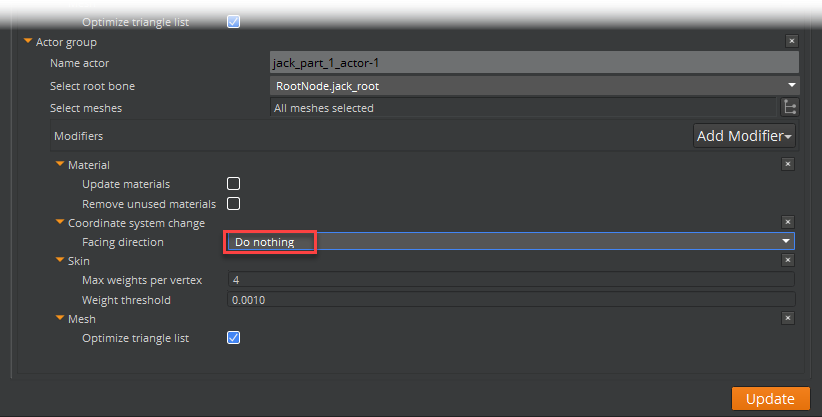 Optimize triangle list
Actor group
Name actor jack_part_1_actor-1
Select root bone RootNode.jack_root
Select meshes All meshes selected
Modifiers Add Modifier
Material
Update materials
Remove unused materials
Coordinate system change
Facing direction Do nothing
Skin
Max weights per vertex 4
Weight threshold 0.0010
Mesh
Optimize triangle list
Update